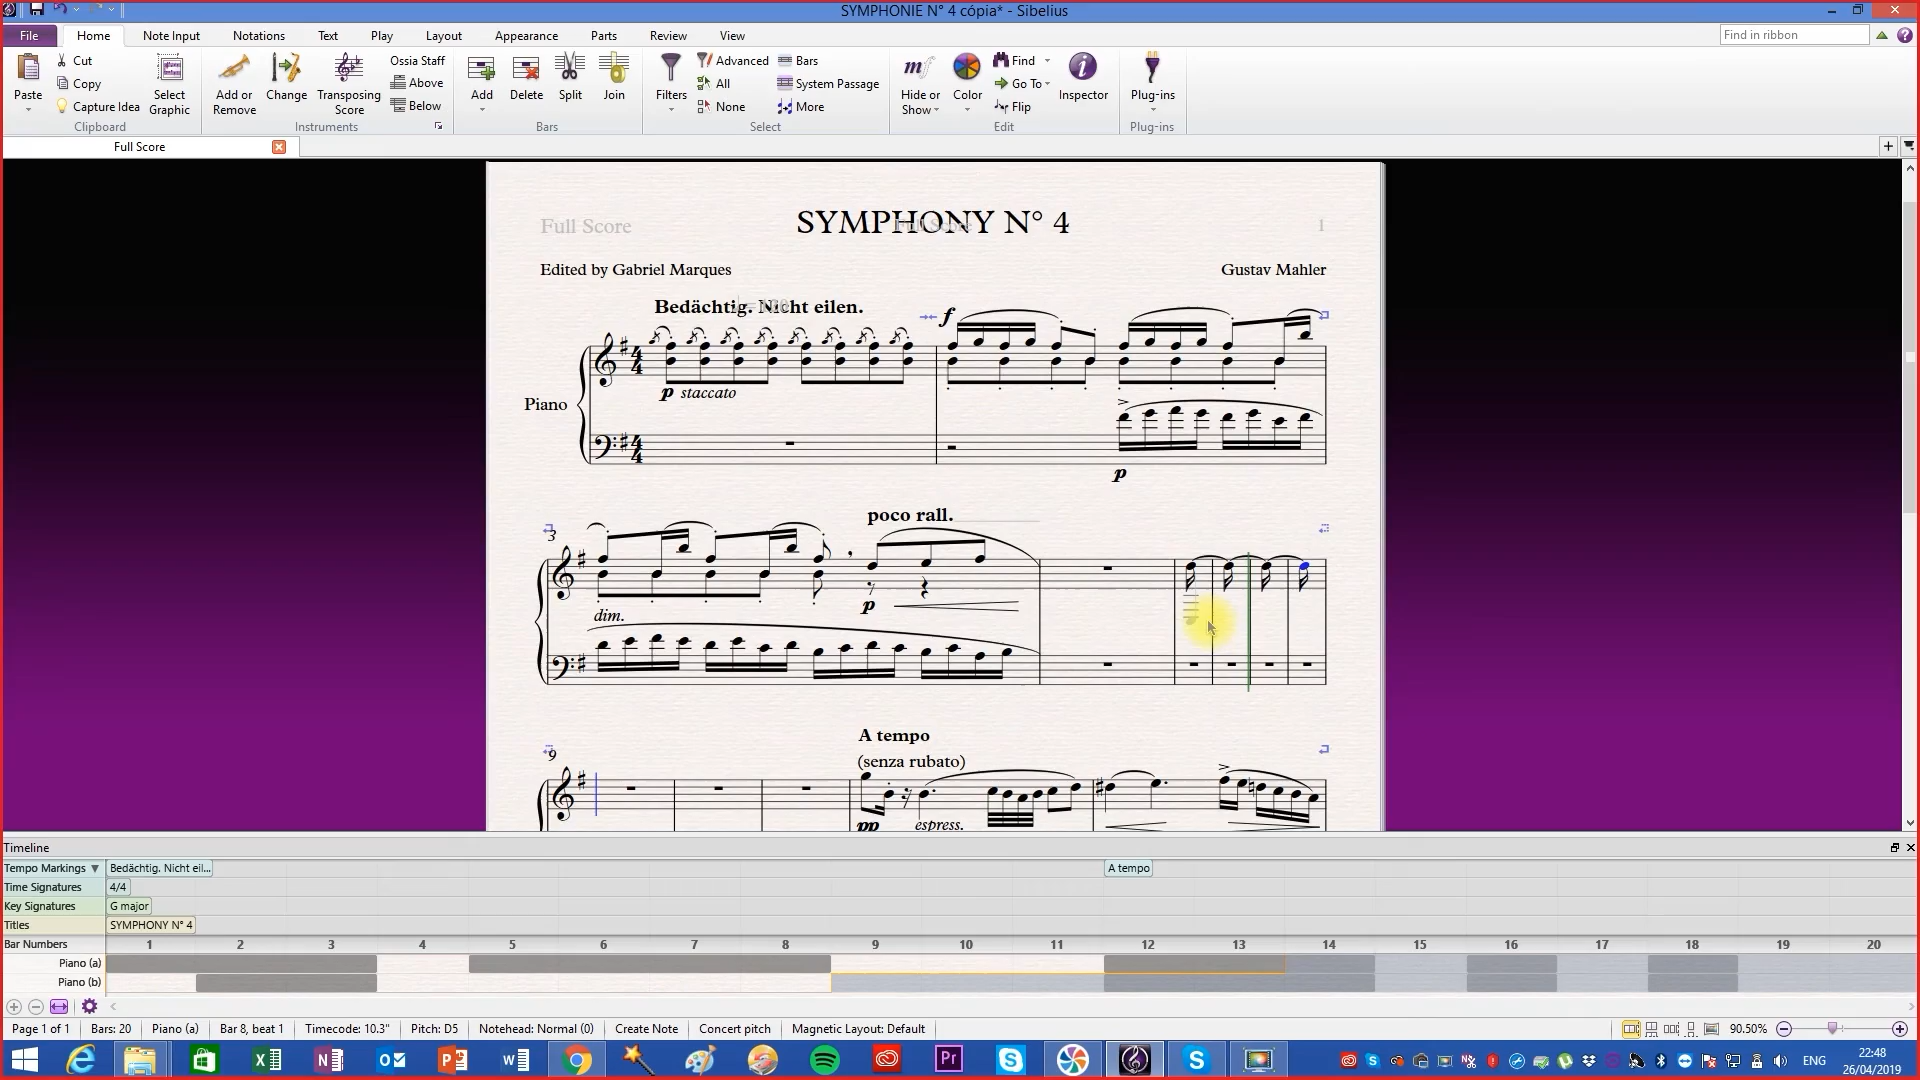 SYMPHONIE N° 4 cópia* - Sibelius
File Home Note Input Notations Text Play Layout Appearance Parts Review View Find in ribbon
Paste
Cut
Copy
Capture Idea
Select Graphic
Clipboard
Add or Remove
Change
Transposing Score
Ossia Staff
Above
Below
Instruments
Add
Delete
Split
Join
Bars
Filters
Advanced
All
None
Bars
System Passage
More
Select
Hide or Show
Color
Find
Go To
Flip
Inspector
Edit
Plug-ins
Plug-ins
Full Score
Full Score SYMPHONY N° 4 1
Edited by Gabriel Marques Gustav Mahler
Bedächtig. Nicht eilen.
f
p staccato
Piano
p
poco rall.
3
dim.
p
A tempo
9
(senza rubato)
pp espress.
Timeline
Tempo Markings Bedächtig. Nicht eil... A tempo
Time Signatures 4/4
Key Signatures G major
Titles SYMPHONY N° 4
Bar Numbers 1 2 3 4 5 6 7 8 9 10 11 12 13 14 15 16 17 18 19 20
Piano (a)
Piano (b)
Page 1 of 1 Bars: 20 Piano (a) Bar 8, beat 1 Timecode: 10.3" Pitch: D5 Notehead: Normal (0) Create Note Concert pitch Magnetic Layout: Default 90.50%
ENG
22:48
26/04/2019